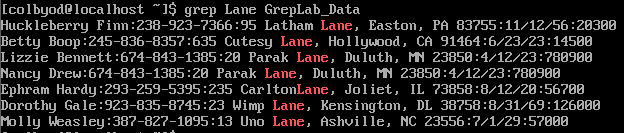 [colbyod@localhost ~]$ grep Lane GrepLab_Data
Huckleberry Finn:238-923-7366:95 Latham Lane, Easton, PA 83755:11/12/56:20300
Betty Boop:245-836-8357:635 Cutesy Lane, Hollywood, CA 91464:6/23/23:14500
Lizzie Bennett:674-843-1385:20 Parak Lane, Duluth, MN 23850:4/12/23:780900
Nancy Drew:674-843-1385:20 Parak Lane, Duluth, MN 23850:4/12/23:780900
Ephram Hardy:293-259-5395:235 CarltonLane, Joliet, IL 73858:8/12/20:56700
Dorothy Gale:923-835-8745:23 Wimp Lane, Kensington, DL 38758:8/31/69:126000
Molly Weasley:387-827-1095:13 Uno Lane, Ashville, NC 23556:7/1/29:57000